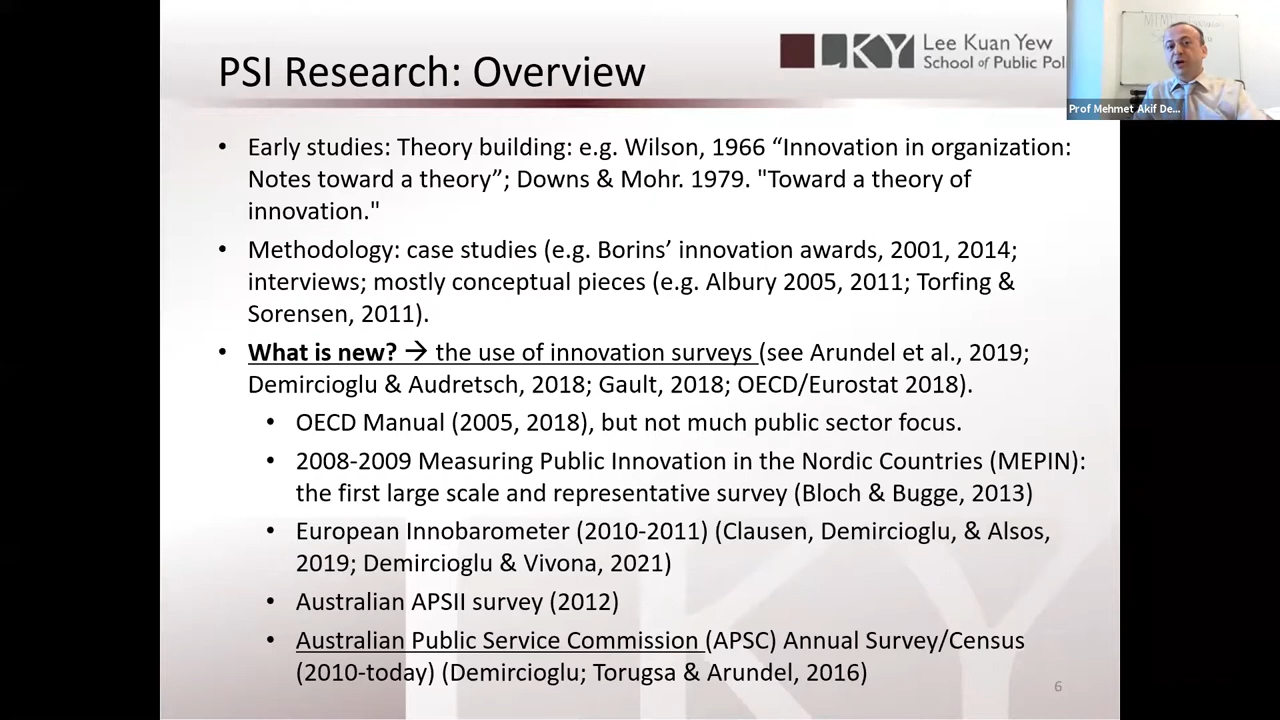 PSI Research: Overview
LKY Lee Kuan Yew
School of Public Pol
Prof Mehmet Akif De...
• Early studies: Theory building: e.g. Wilson, 1966 “Innovation in organization:
Notes toward a theory”; Downs & Mohr. 1979. "Toward a theory of
innovation."
• Methodology: case studies (e.g. Borins’ innovation awards, 2001, 2014;
interviews; mostly conceptual pieces (e.g. Albury 2005, 2011; Torfing &
Sorensen, 2011).
• What is new? → the use of innovation surveys (see Arundel et al., 2019;
Demircioglu & Audretsch, 2018; Gault, 2018; OECD/Eurostat 2018).
• OECD Manual (2005, 2018), but not much public sector focus.
• 2008-2009 Measuring Public Innovation in the Nordic Countries (MEPIN):
the first large scale and representative survey (Bloch & Bugge, 2013)
• European Innobarometer (2010-2011) (Clausen, Demircioglu, & Alsos,
2019; Demircioglu & Vivona, 2021)
• Australian APSII survey (2012)
• Australian Public Service Commission (APSC) Annual Survey/Census
(2010-today) (Demircioglu; Torugsa & Arundel, 2016)
6